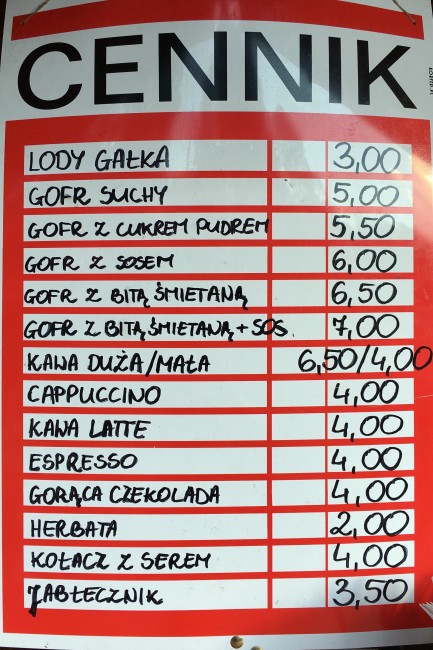 CENNIK
LODY GAŁKA 3,00
GOFR SUCHY 5,00
GOFR Z CUKREM PUDREM 5,50
GOFR Z SOSEM 6,00
GOFR Z BITĄ ŚMIETANĄ 6,50
GOFR Z BITĄ ŚMIETANĄ + SOS. 7,00
KAWA DUŻA/MAŁA 6,50/4,00
CAPPUCCINO 4,00
KAWA LATTE 4,00
ESPRESSO 4,00
GORĄCA CZEKOLADA 4,00
HERBATA 2,00
KOŁACZ Z SEREM 4,00
JABŁECZNIK 3,50